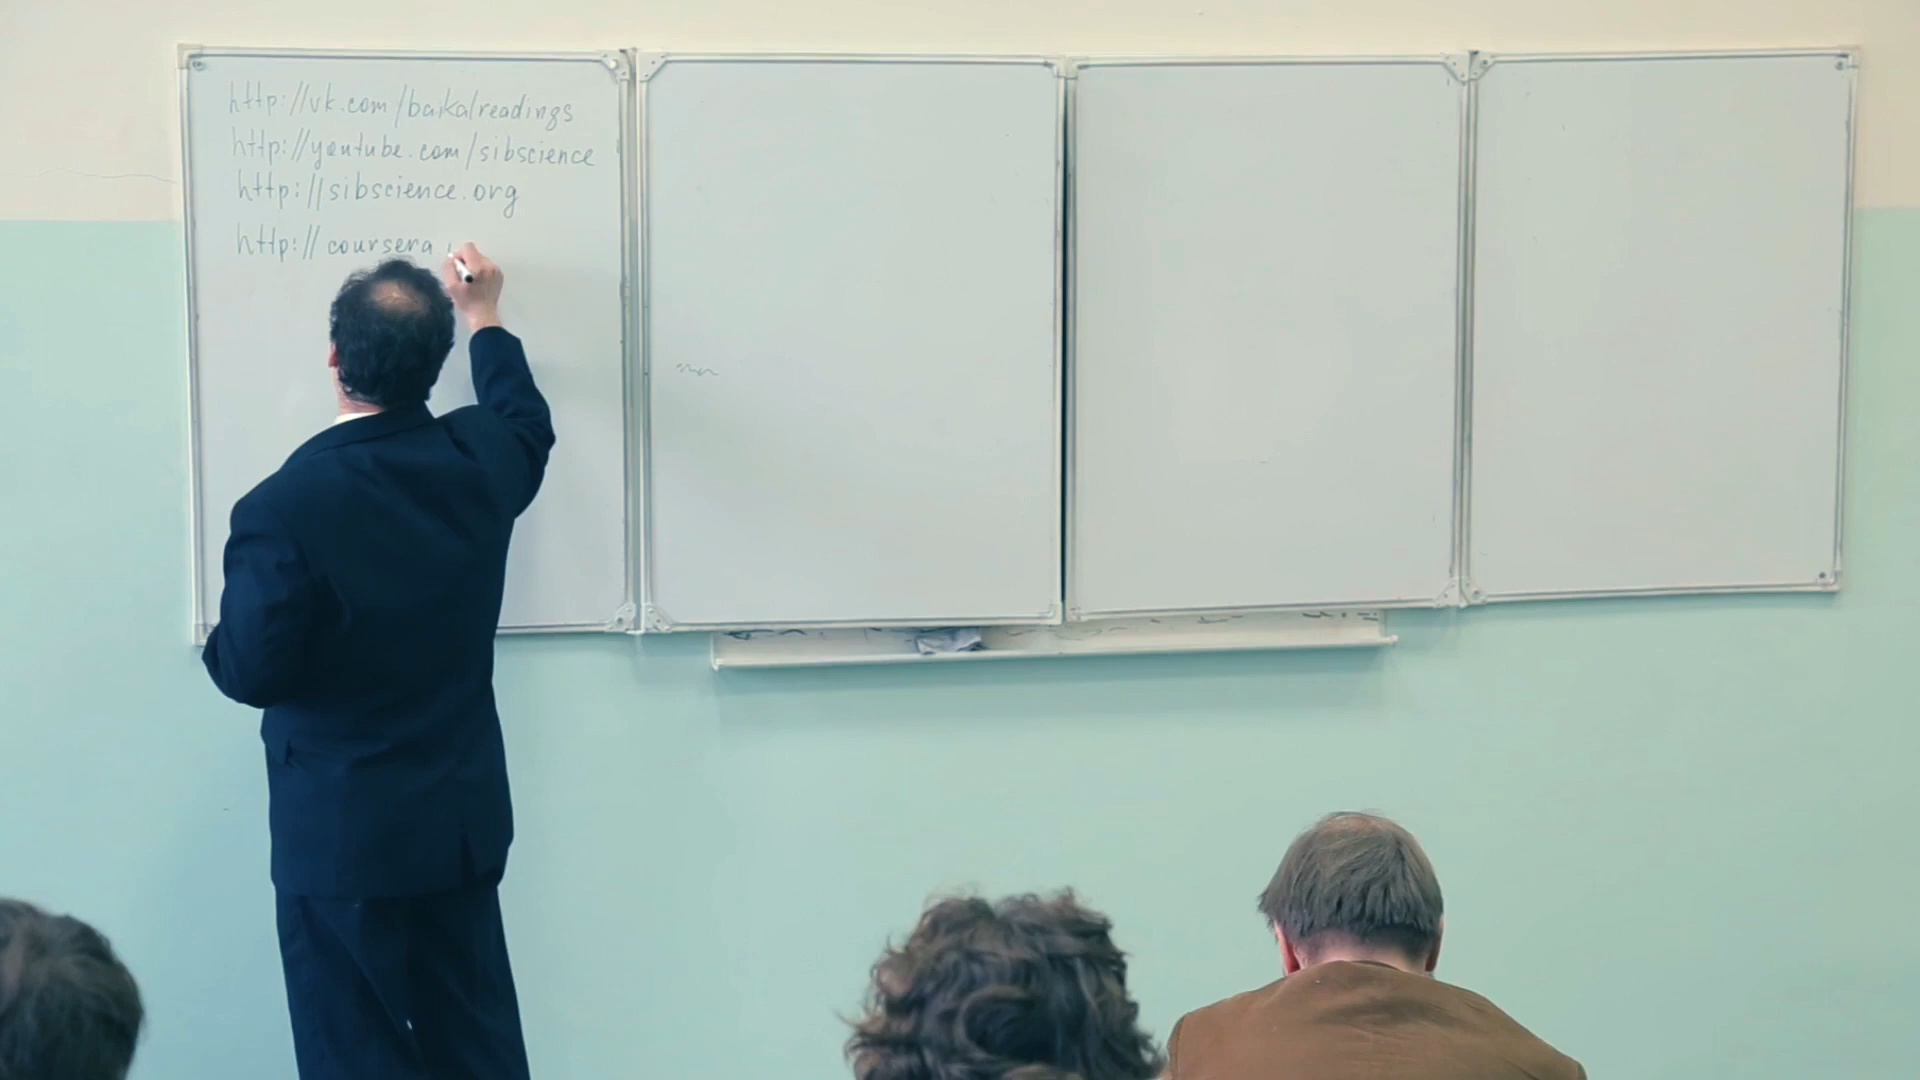 http://vk.com/baikalreadings
http://youtube.com/sibscience
http://sibscience.org
http://coursera.